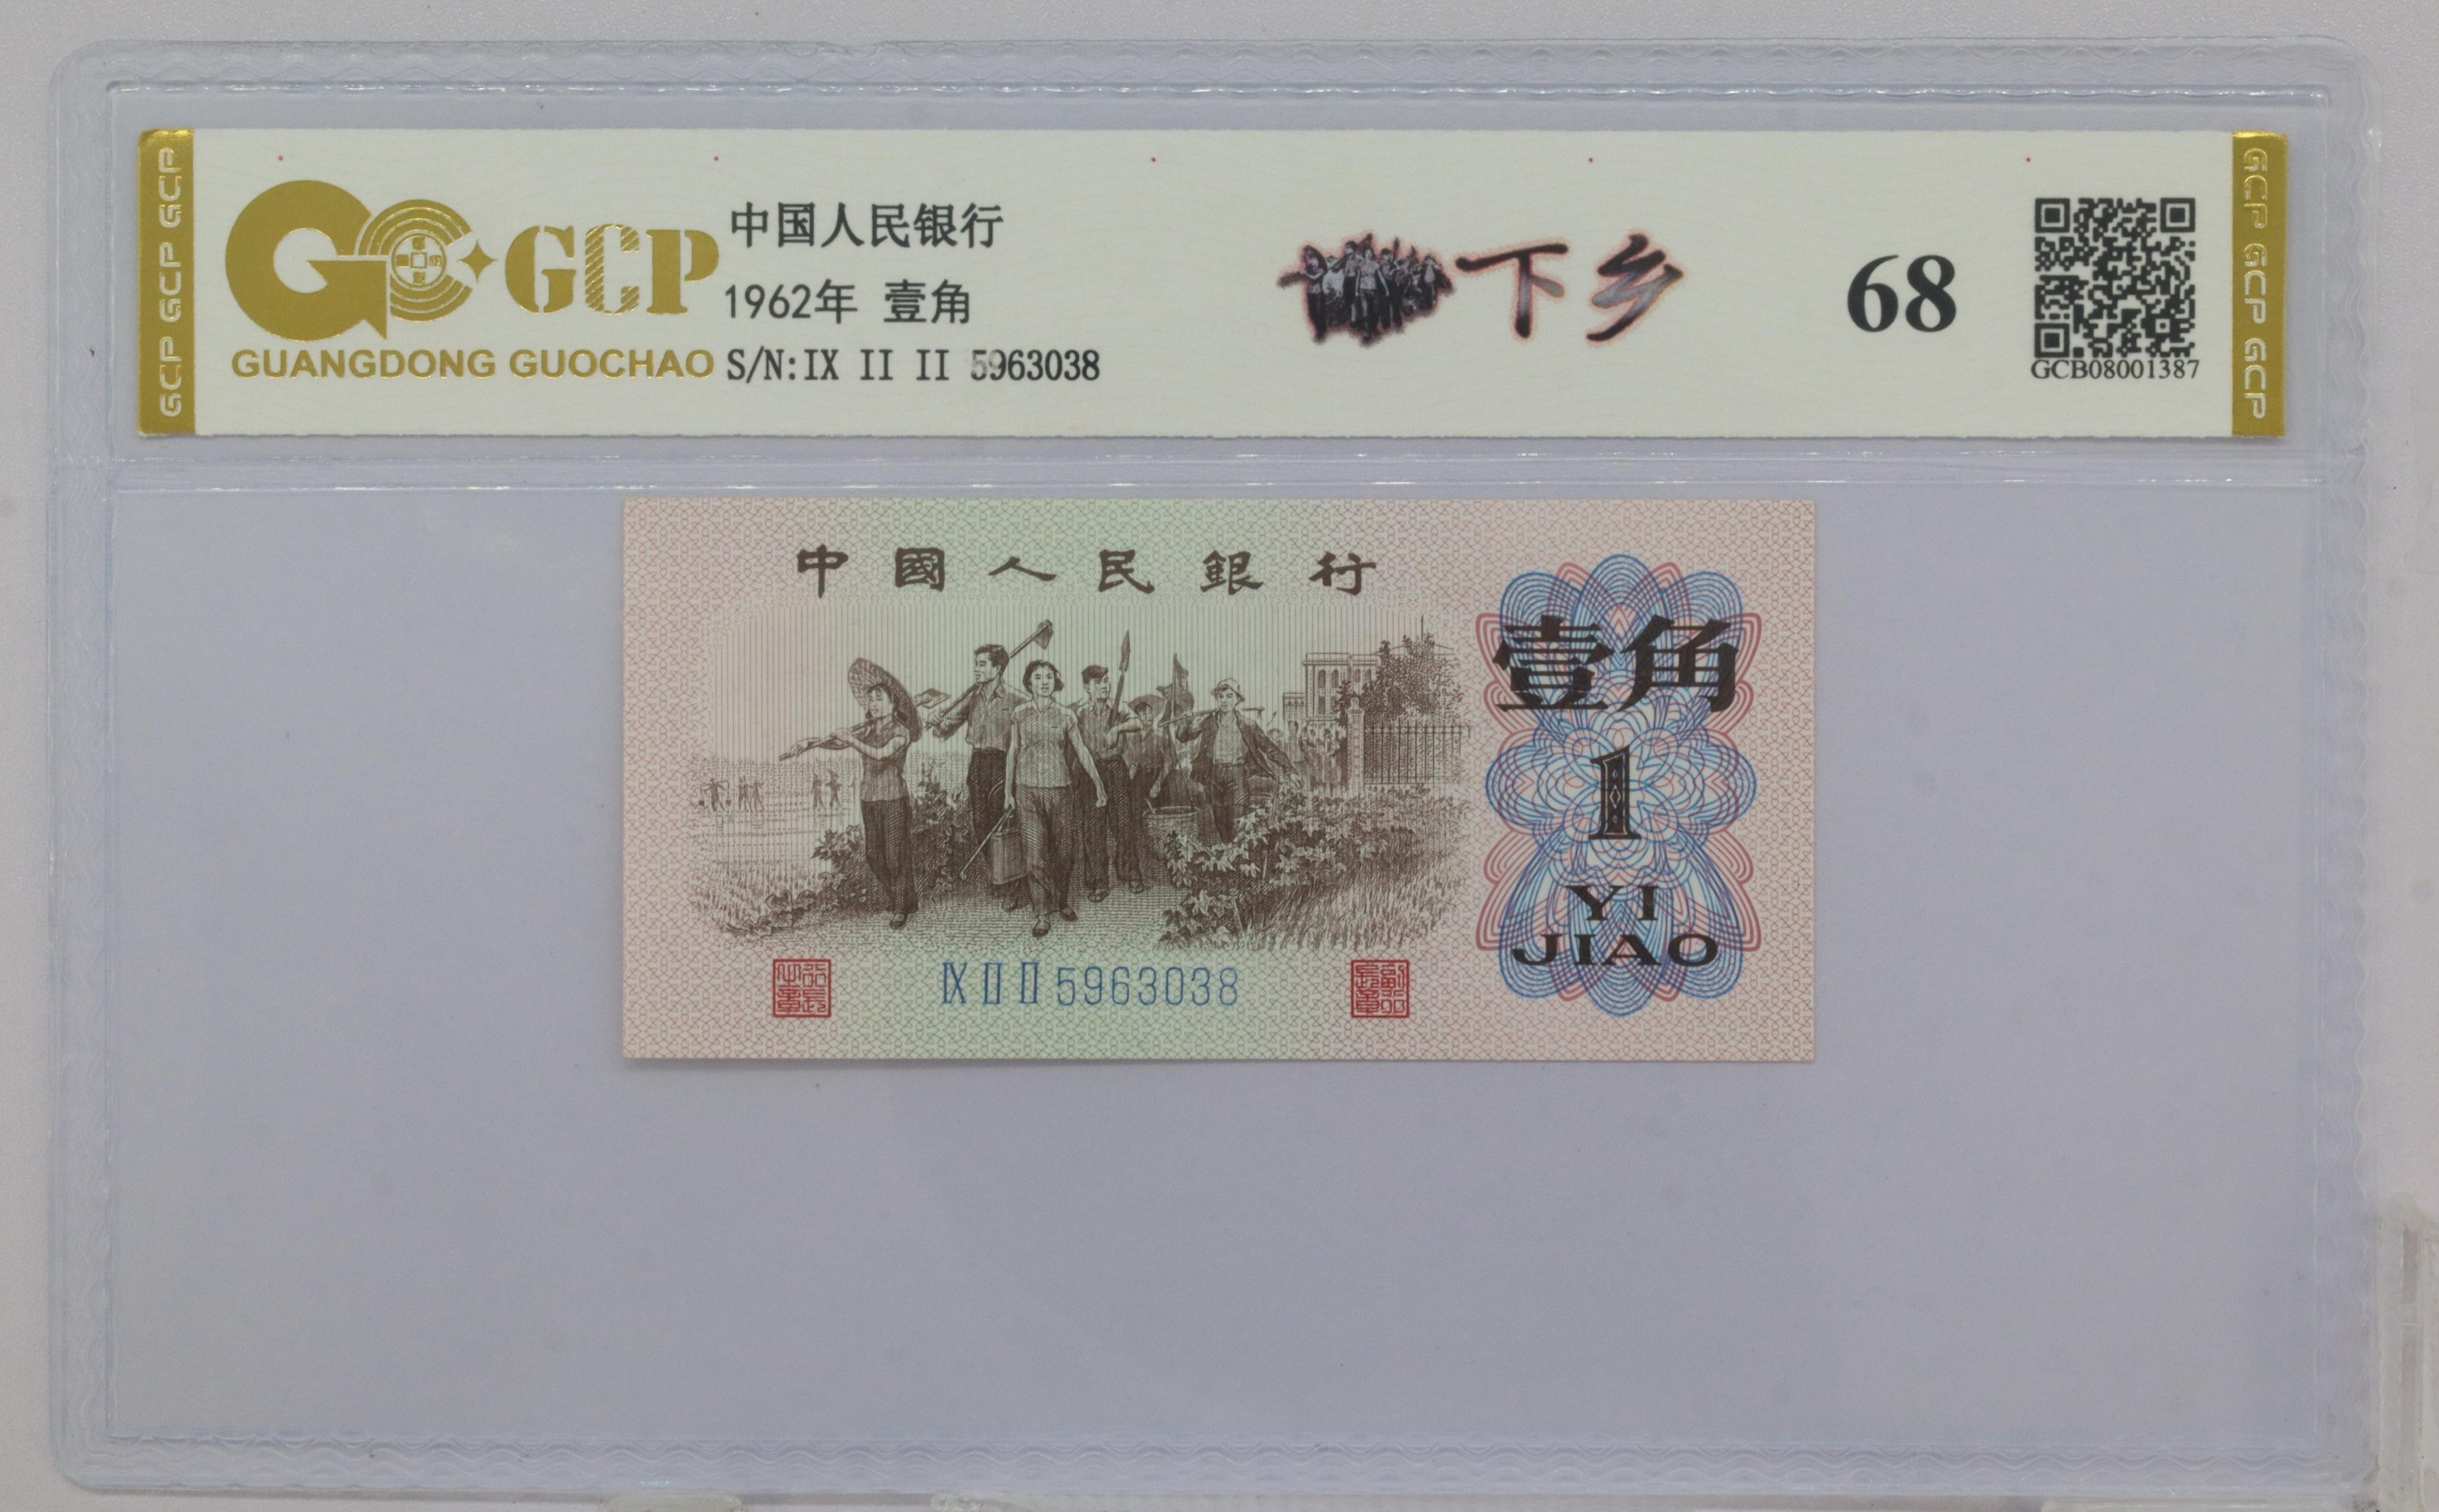 GCP GCP GCP
GCP
GUANGDONG GUOCHAO
中国人民银行
1962年 壹角
S/N:IX II II 5963038
下乡
68
GCB08001387
GCP GCP GCP
中國人民銀行
壹角
1
YI
JIAO
IX II II 5963038